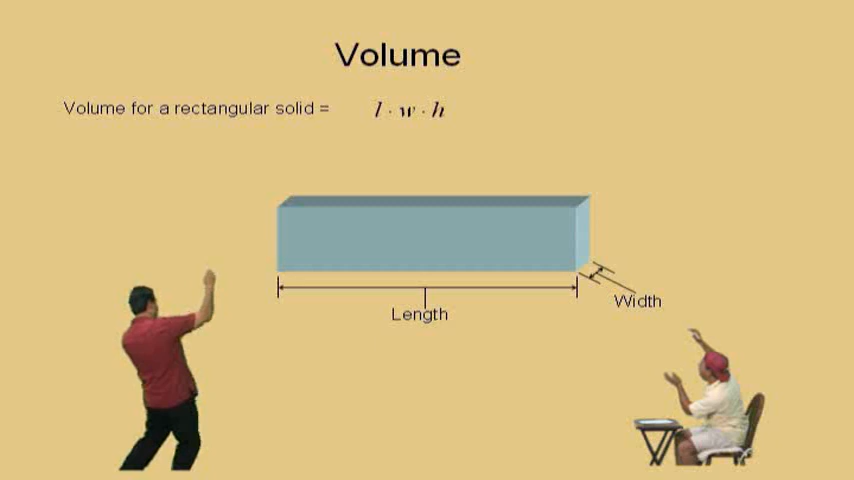 Volume
Volume for a rectangular solid = l · w · h
Width
Length